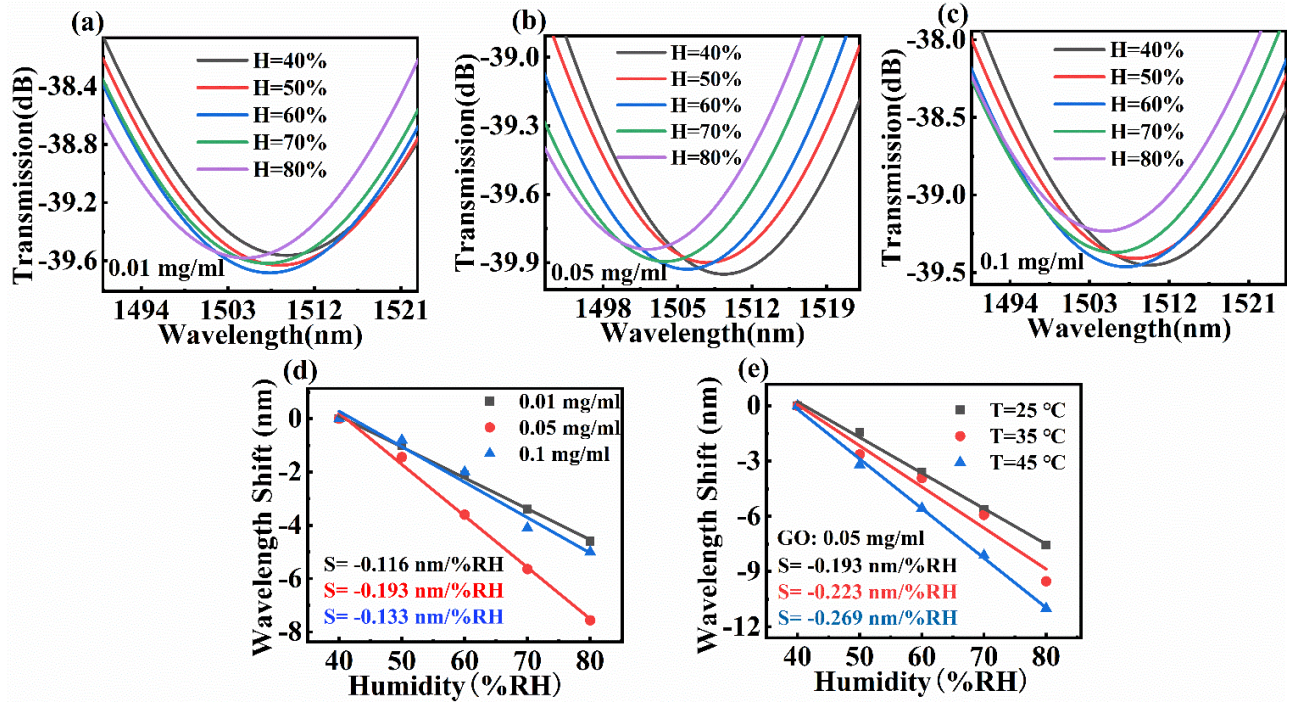 (a)
Transmission(dB)
-38.4
-38.8
-39.2
-39.6
H=40%
H=50%
H=60%
H=70%
H=80%
0.01 mg/ml
1494 1503 1512 1521
Wavelength(nm)
(b)
Transmission(dB)
-39.0
-39.3
-39.6
-39.9
H=40%
H=50%
H=60%
H=70%
H=80%
0.05 mg/ml
1498 1505 1512 1519
Wavelength(nm)
(c)
Transmission(dB)
-38.0
-38.5
-39.0
-39.5
H=40%
H=50%
H=60%
H=70%
H=80%
0.1 mg/ml
1494 1503 1512 1521
Wavelength(nm)
(d)
Wavelength Shift (nm)
0
-2
-4
-6
-8
0.01 mg/ml
0.05 mg/ml
0.1 mg/ml
S= -0.116 nm/%RH
S= -0.193 nm/%RH
S= -0.133 nm/%RH
40 50 60 70 80
Humidity (%RH)
(e)
Wavelength Shift (nm)
0
-3
-6
-9
-12
T=25 °C
T=35 °C
T=45 °C
GO: 0.05 mg/ml
S= -0.193 nm/%RH
S= -0.223 nm/%RH
S= -0.269 nm/%RH
40 50 60 70 80
Humidity (%RH)